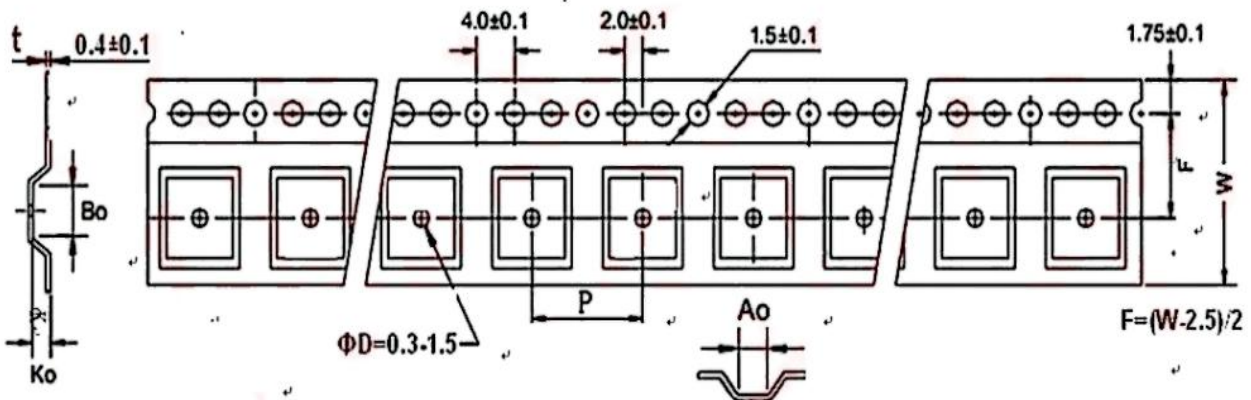 4.0±0.1
2.0±0.1
1.5±0.1
1.75±0.1
t
0.4±0.1
F
W
Bo
P
Ao
F=(W-2.5)/2
ΦD=0.3-1.5
Ko